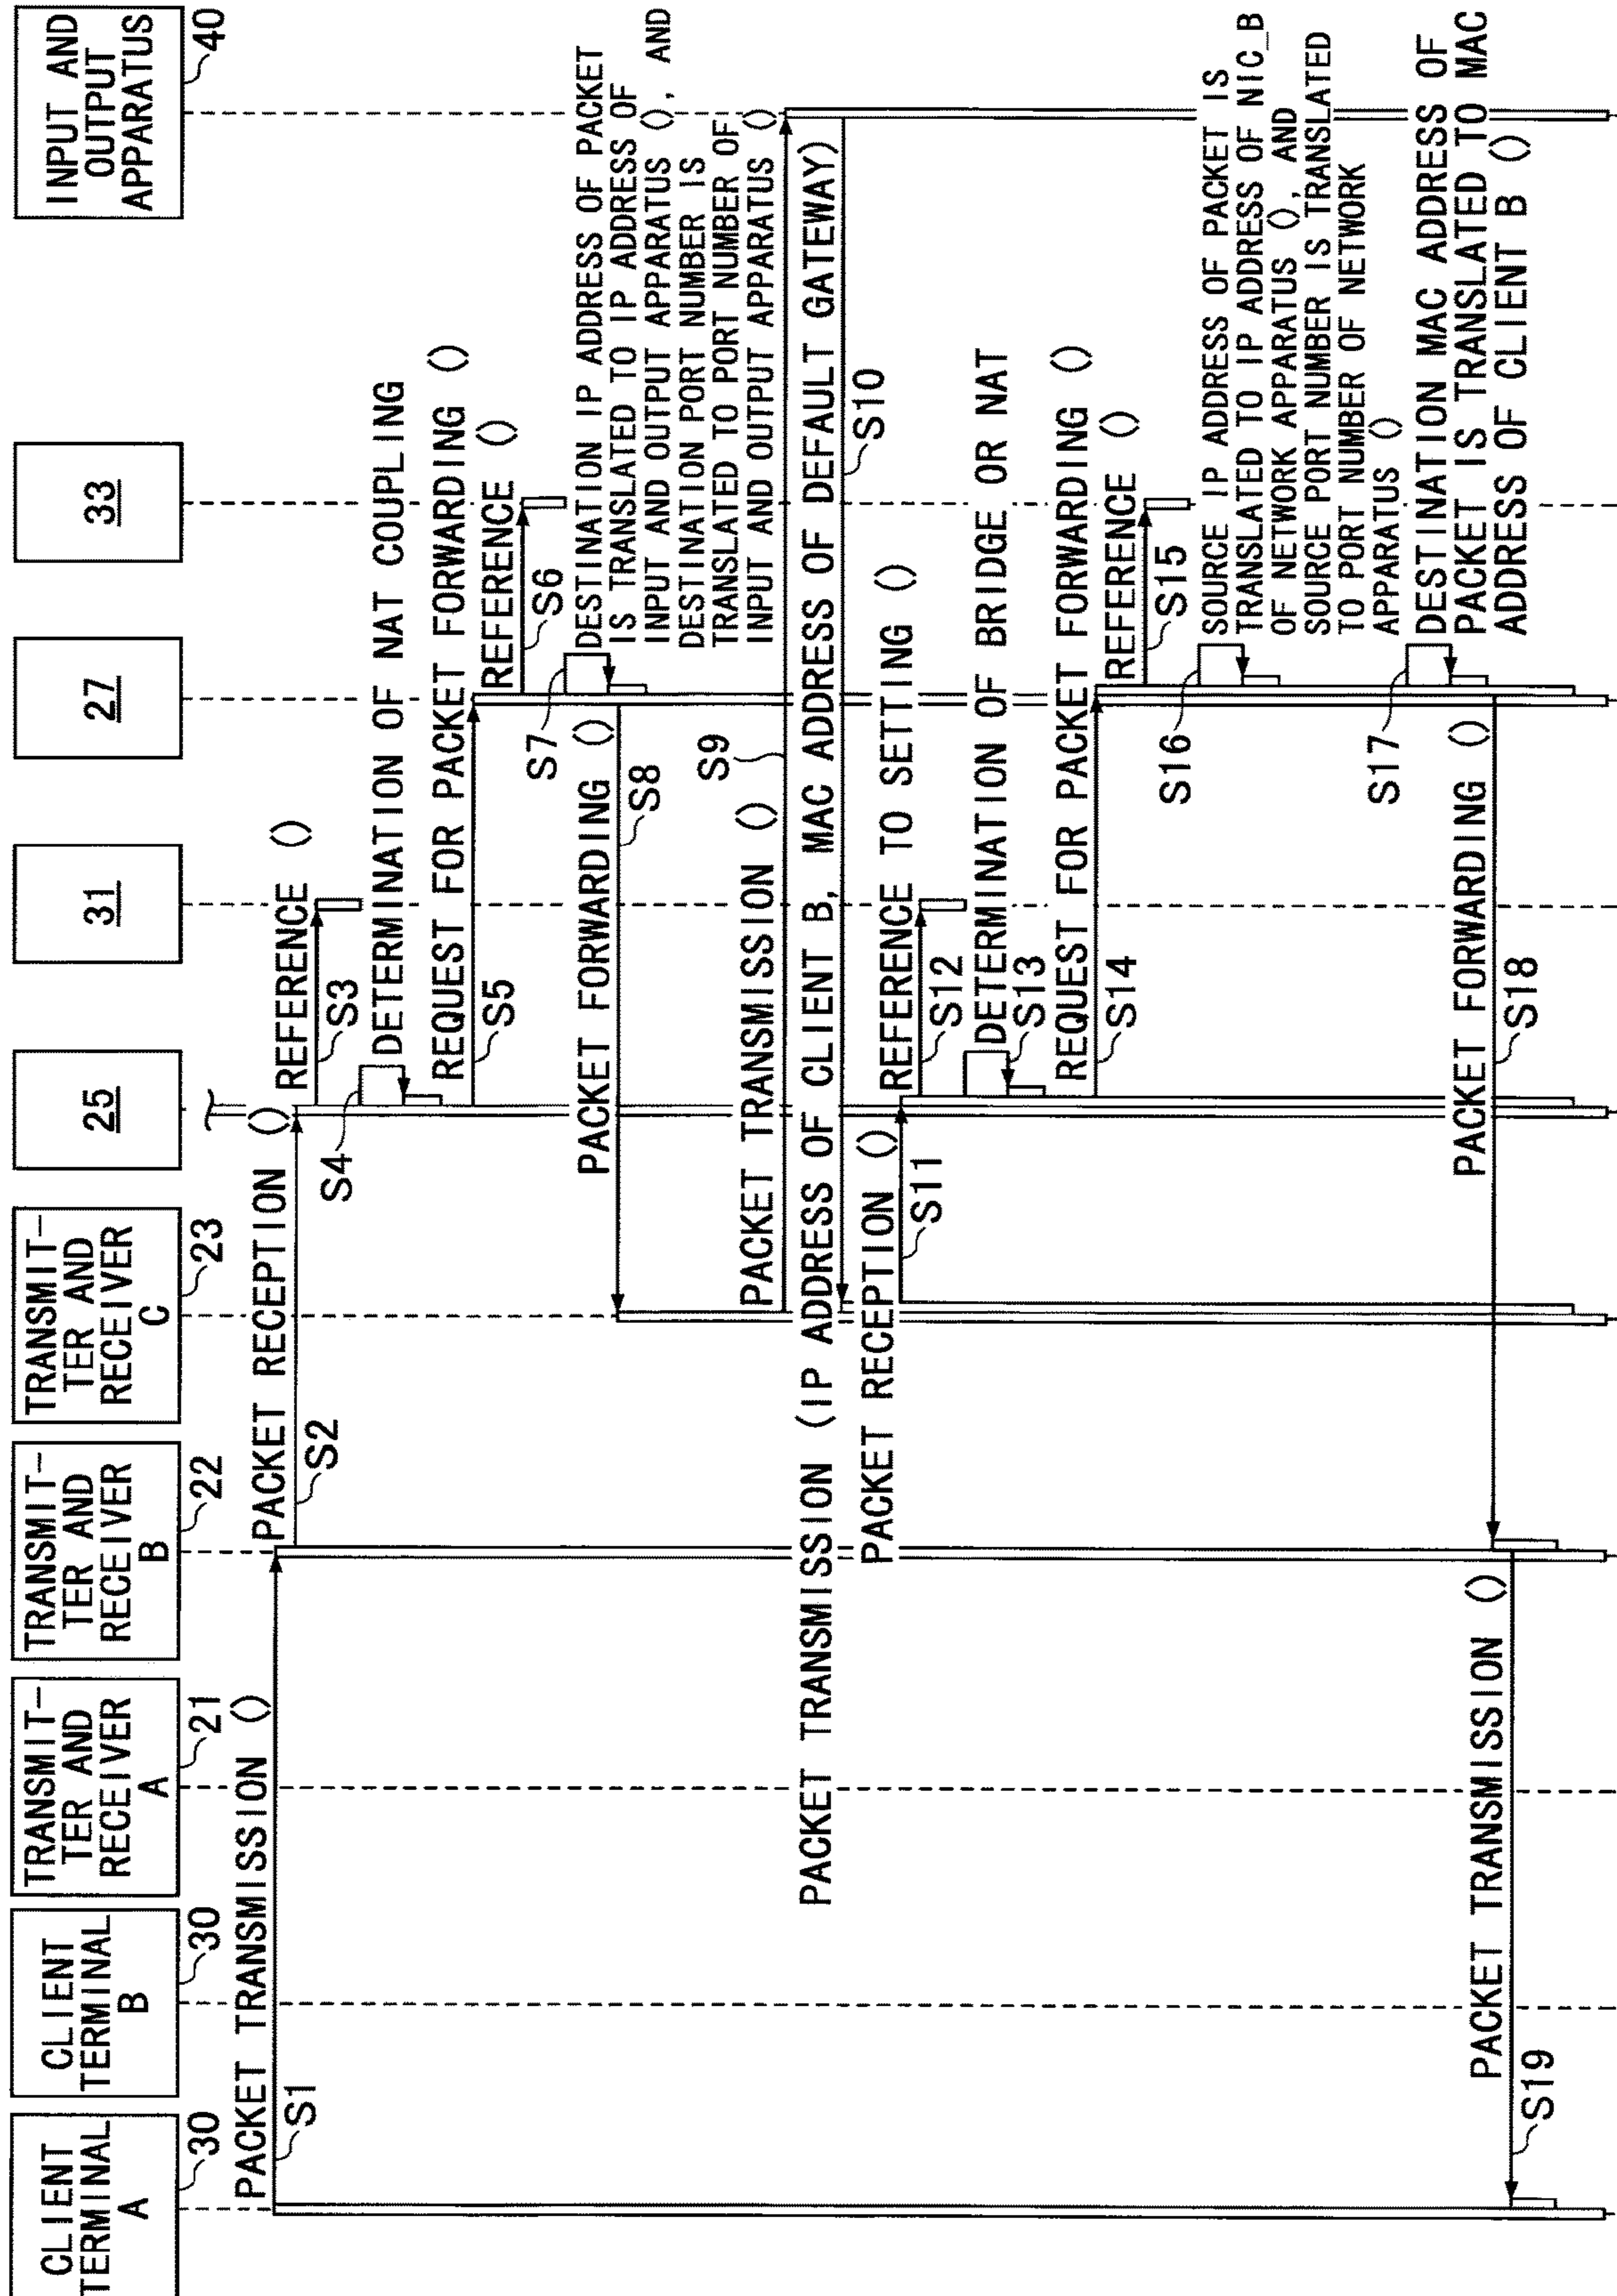 CLIENT
TERMINAL
A
30
CLIENT
TERMINAL
B
30
TRANSMIT-
TER AND
RECEIVER
A
21
TRANSMIT-
TER AND
RECEIVER
B
22
TRANSMIT-
TER AND
RECEIVER
C
23
25
31
27
33
INPUT AND
OUTPUT
APPARATUS
40
PACKET TRANSMISSION ()
S1
PACKET RECEPTION ()
S2
REFERENCE ()
S3
S4
DETERMINATION OF NAT COUPLING
REQUEST FOR PACKET FORWARDING ()
S5
REFERENCE ()
S6
S7
DESTINATION IP ADDRESS OF PACKET
IS TRANSLATED TO IP ADDRESS OF
INPUT AND OUTPUT APPARATUS (), AND
DESTINATION PORT NUMBER IS
TRANSLATED TO PORT NUMBER OF
INPUT AND OUTPUT APPARATUS ()
PACKET FORWARDING ()
S8
PACKET TRANSMISSION ()
S9
PACKET TRANSMISSION (IP ADDRESS OF CLIENT B, MAC ADDRESS OF DEFAULT GATEWAY)
S10
PACKET RECEPTION ()
S11
REFERENCE TO SETTING ()
S12
DETERMINATION OF BRIDGE OR NAT
S13
REQUEST FOR PACKET FORWARDING ()
S14
REFERENCE ()
S15
S16
SOURCE IP ADDRESS OF PACKET IS
TRANSLATED TO IP ADDRESS OF NIC_B
OF NETWORK APPARATUS (), AND
SOURCE PORT NUMBER IS TRANSLATED
TO PORT NUMBER OF NETWORK
APPARATUS ()
S17
DESTINATION MAC ADDRESS OF
PACKET IS TRANSLATED TO MAC
ADDRESS OF CLIENT B ()
PACKET FORWARDING ()
S18
PACKET TRANSMISSION ()
S19